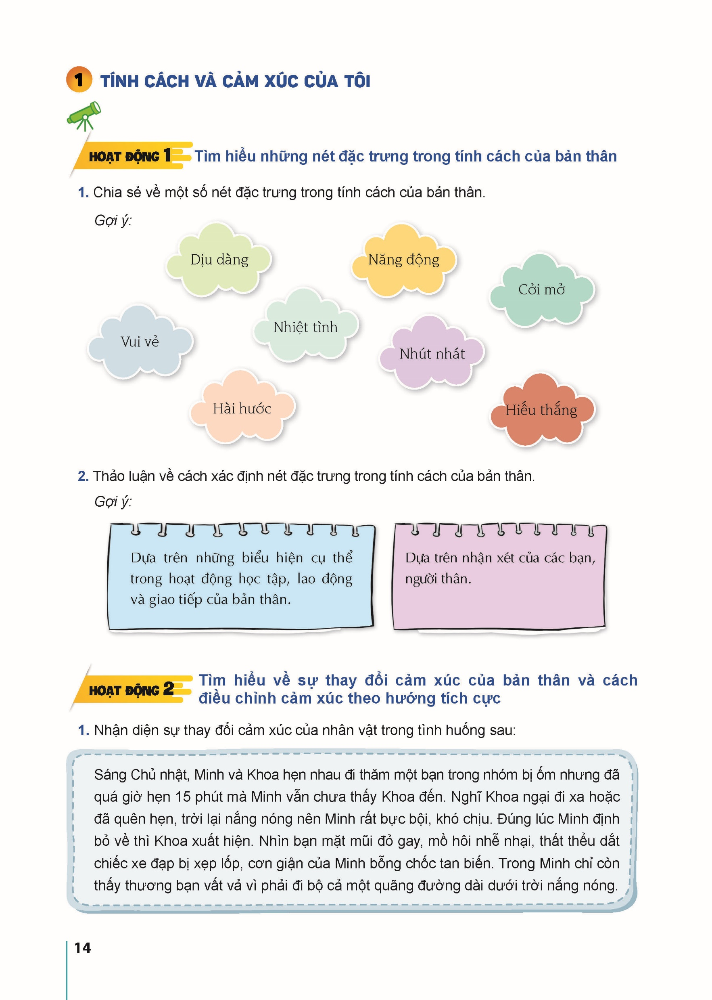 1 TÍNH CÁCH VÀ CẢM XÚC CỦA TÔI
HOẠT ĐỘNG 1 Tìm hiểu những nét đặc trưng trong tính cách của bản thân
1. Chia sẻ về một số nét đặc trưng trong tính cách của bản thân.
Gợi ý:
Dịu dàng
Năng động
Cởi mở
Nhiệt tình
Vui vẻ
Nhút nhát
Hài hước
Hiếu thắng
2. Thảo luận về cách xác định nét đặc trưng trong tính cách của bản thân.
Gợi ý:
Dựa trên những biểu hiện cụ thể
trong hoạt động học tập, lao động
và giao tiếp của bản thân.
Dựa trên nhận xét của các bạn,
người thân.
HOẠT ĐỘNG 2 Tìm hiểu về sự thay đổi cảm xúc của bản thân và cách
điều chỉnh cảm xúc theo hướng tích cực
1. Nhận diện sự thay đổi cảm xúc của nhân vật trong tình huống sau:
Sáng Chủ nhật, Minh và Khoa hẹn nhau đi thăm một bạn trong nhóm bị ốm nhưng đã
quá giờ hẹn 15 phút mà Minh vẫn chưa thấy Khoa đến. Nghĩ Khoa ngại đi xa hoặc
đã quên hẹn, trời lại nắng nóng nên Minh rất bực bội, khó chịu. Đúng lúc Minh định
bỏ về thì Khoa xuất hiện. Nhìn bạn mặt mũi đỏ gay, mồ hôi nhễ nhại, thất thểu dắt
chiếc xe đạp bị xẹp lốp, cơn giận của Minh bỗng chốc tan biến. Trong Minh chỉ còn
thấy thương bạn vất vả vì phải đi bộ cả một quãng đường dài dưới trời nắng nóng.
14